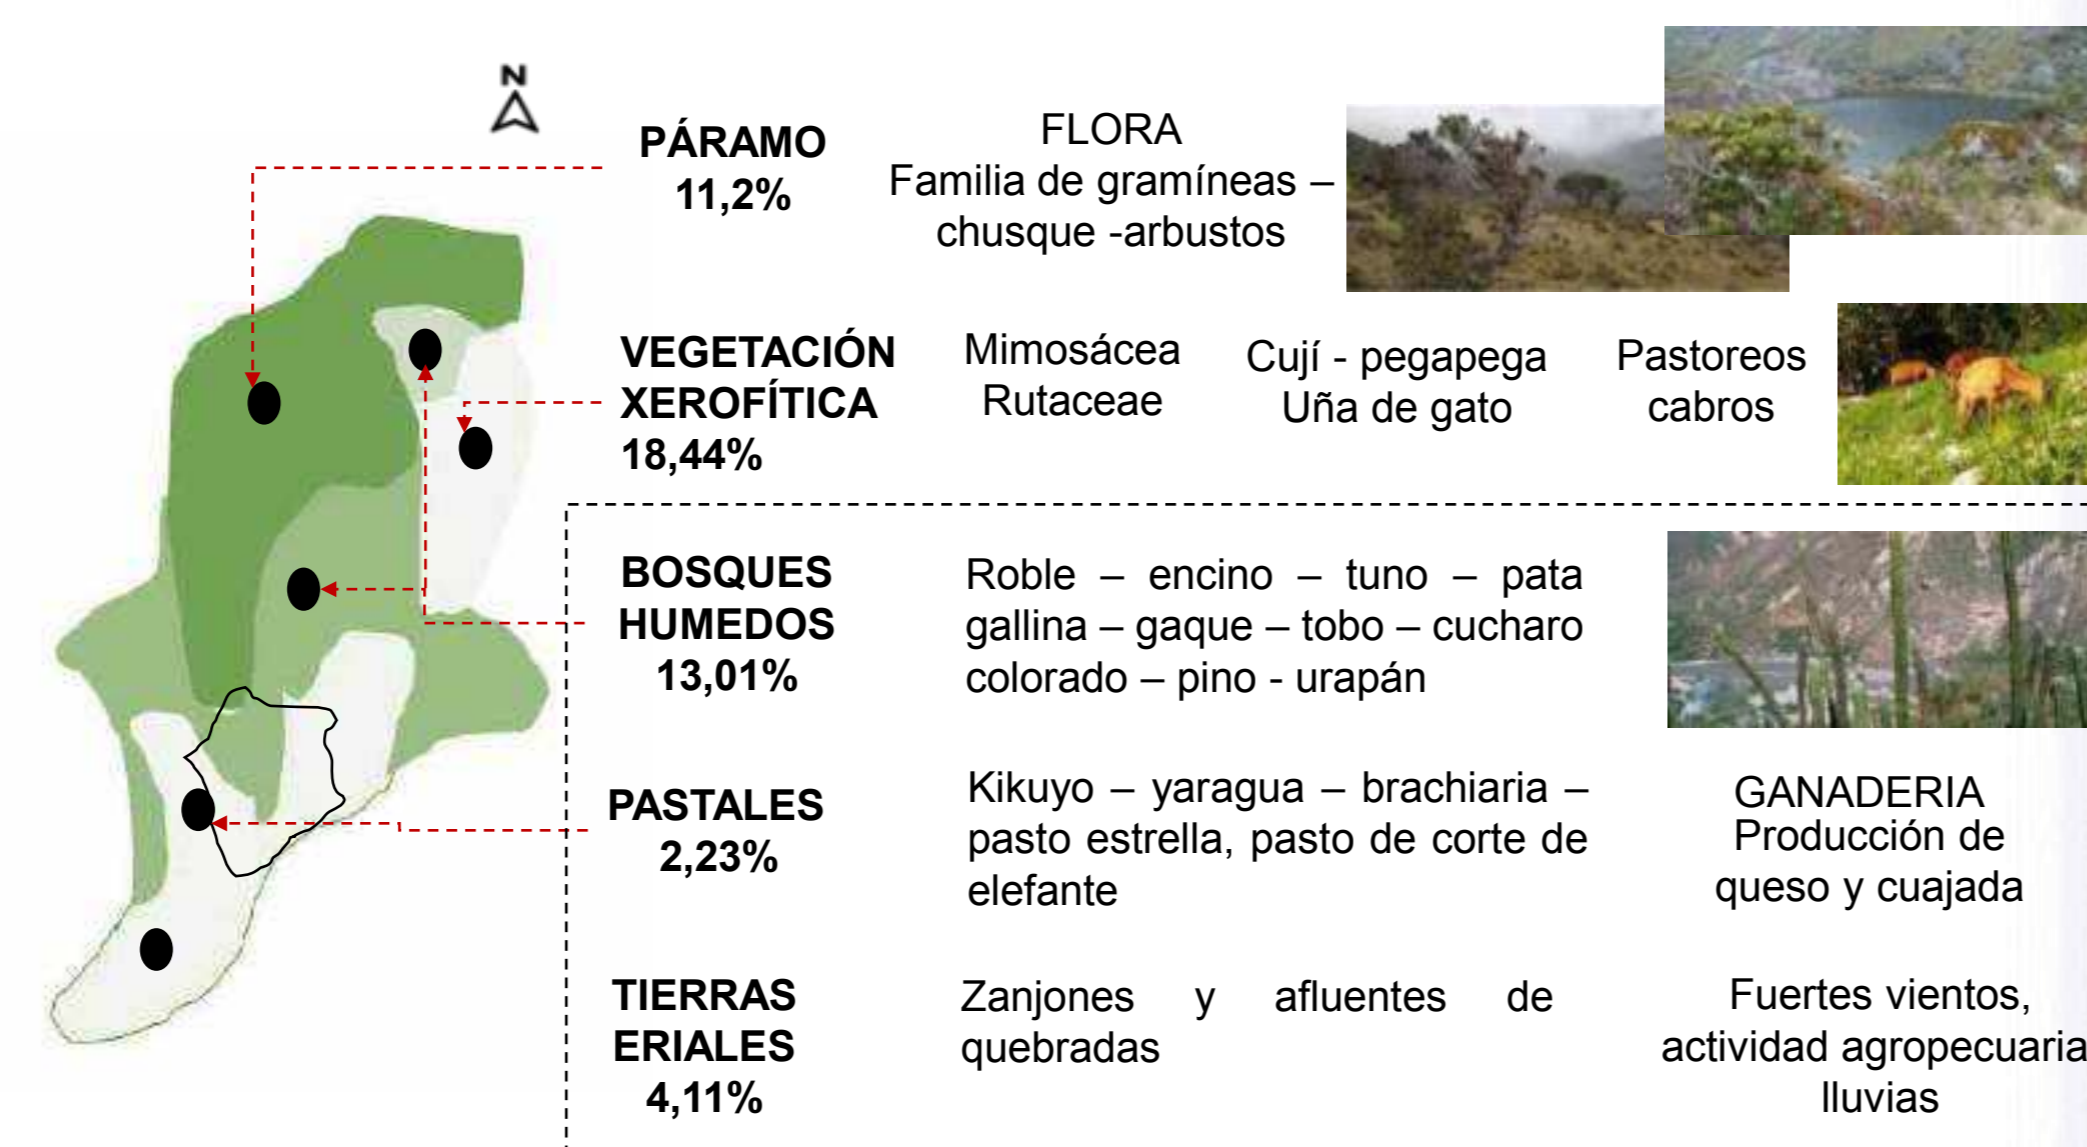 N
PÁRAMO
11,2%
FLORA
Familia de gramíneas –
chusque -arbustos
VEGETACIÓN
XEROFÍTICA
18,44%
Mimosácea
Rutaceae
Cují - pegapega
Uña de gato
Pastoreos
cabros
BOSQUES
HUMEDOS
13,01%
Roble – encino – tuno – pata
gallina – gaque – tobo – cucharo
colorado – pino - urapán
PASTALES
2,23%
Kikuyo – yaragua – brachiaria –
pasto estrella, pasto de corte de
elefante
GANADERIA
Producción de
queso y cuajada
TIERRAS
ERIALES
4,11%
Zanjones y afluentes de
quebradas
Fuertes vientos,
actividad agropecuaria
lluvias